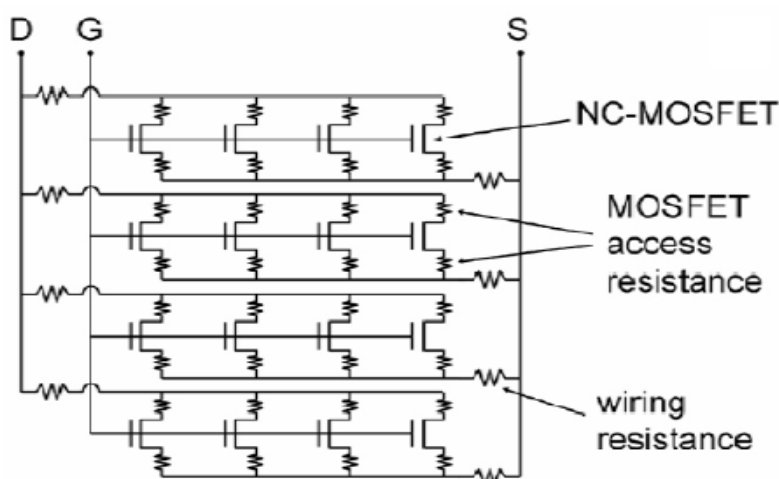 D G S
NC-MOSFET
MOSFET
access
resistance
wiring
resistance